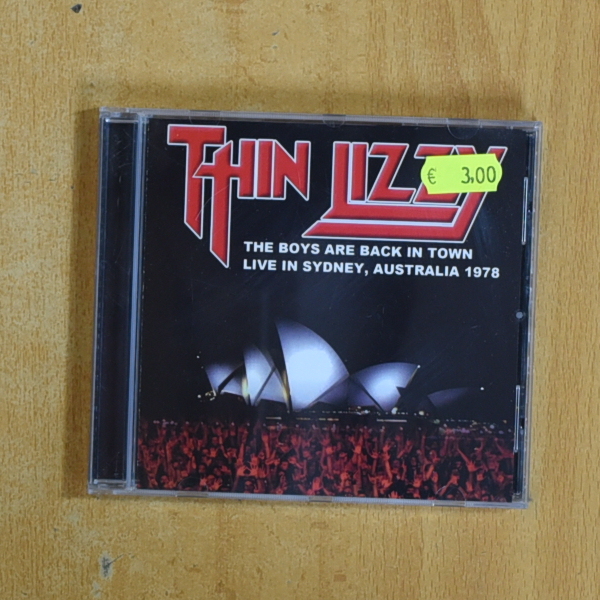 THIN LIZZY
€ 3,00
THE BOYS ARE BACK IN TOWN
LIVE IN SYDNEY, AUSTRALIA 1978